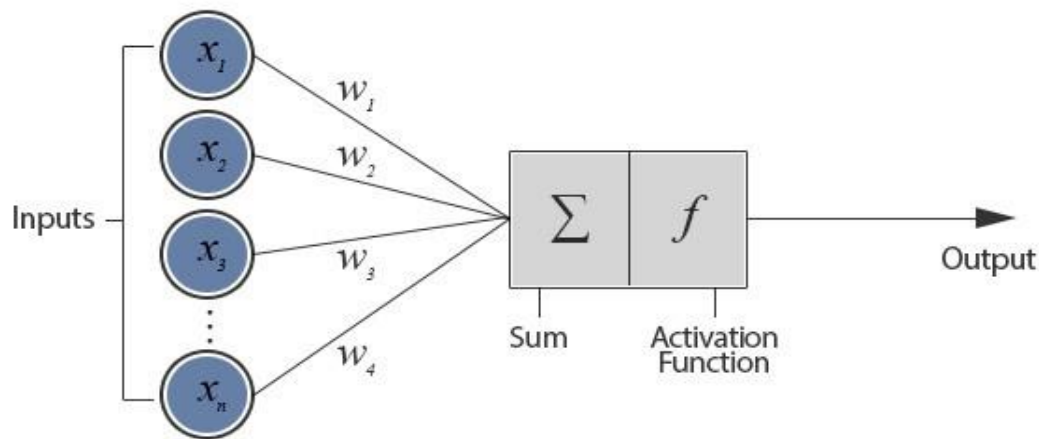 x₁
w₁
x₂
w₂
Inputs
x₃
w₃
Σ
f
Output
Sum
Activation
Function
w₄
xₙ